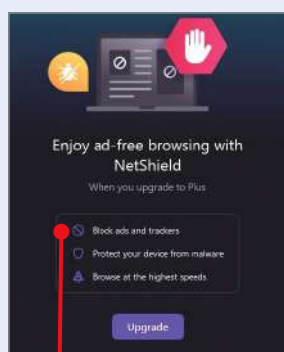 Enjoy ad-free browsing with
NetShield
When you upgrade to Plus
Block ads and trackers
Protect your device from malware
Browse at the highest speeds
Upgrade